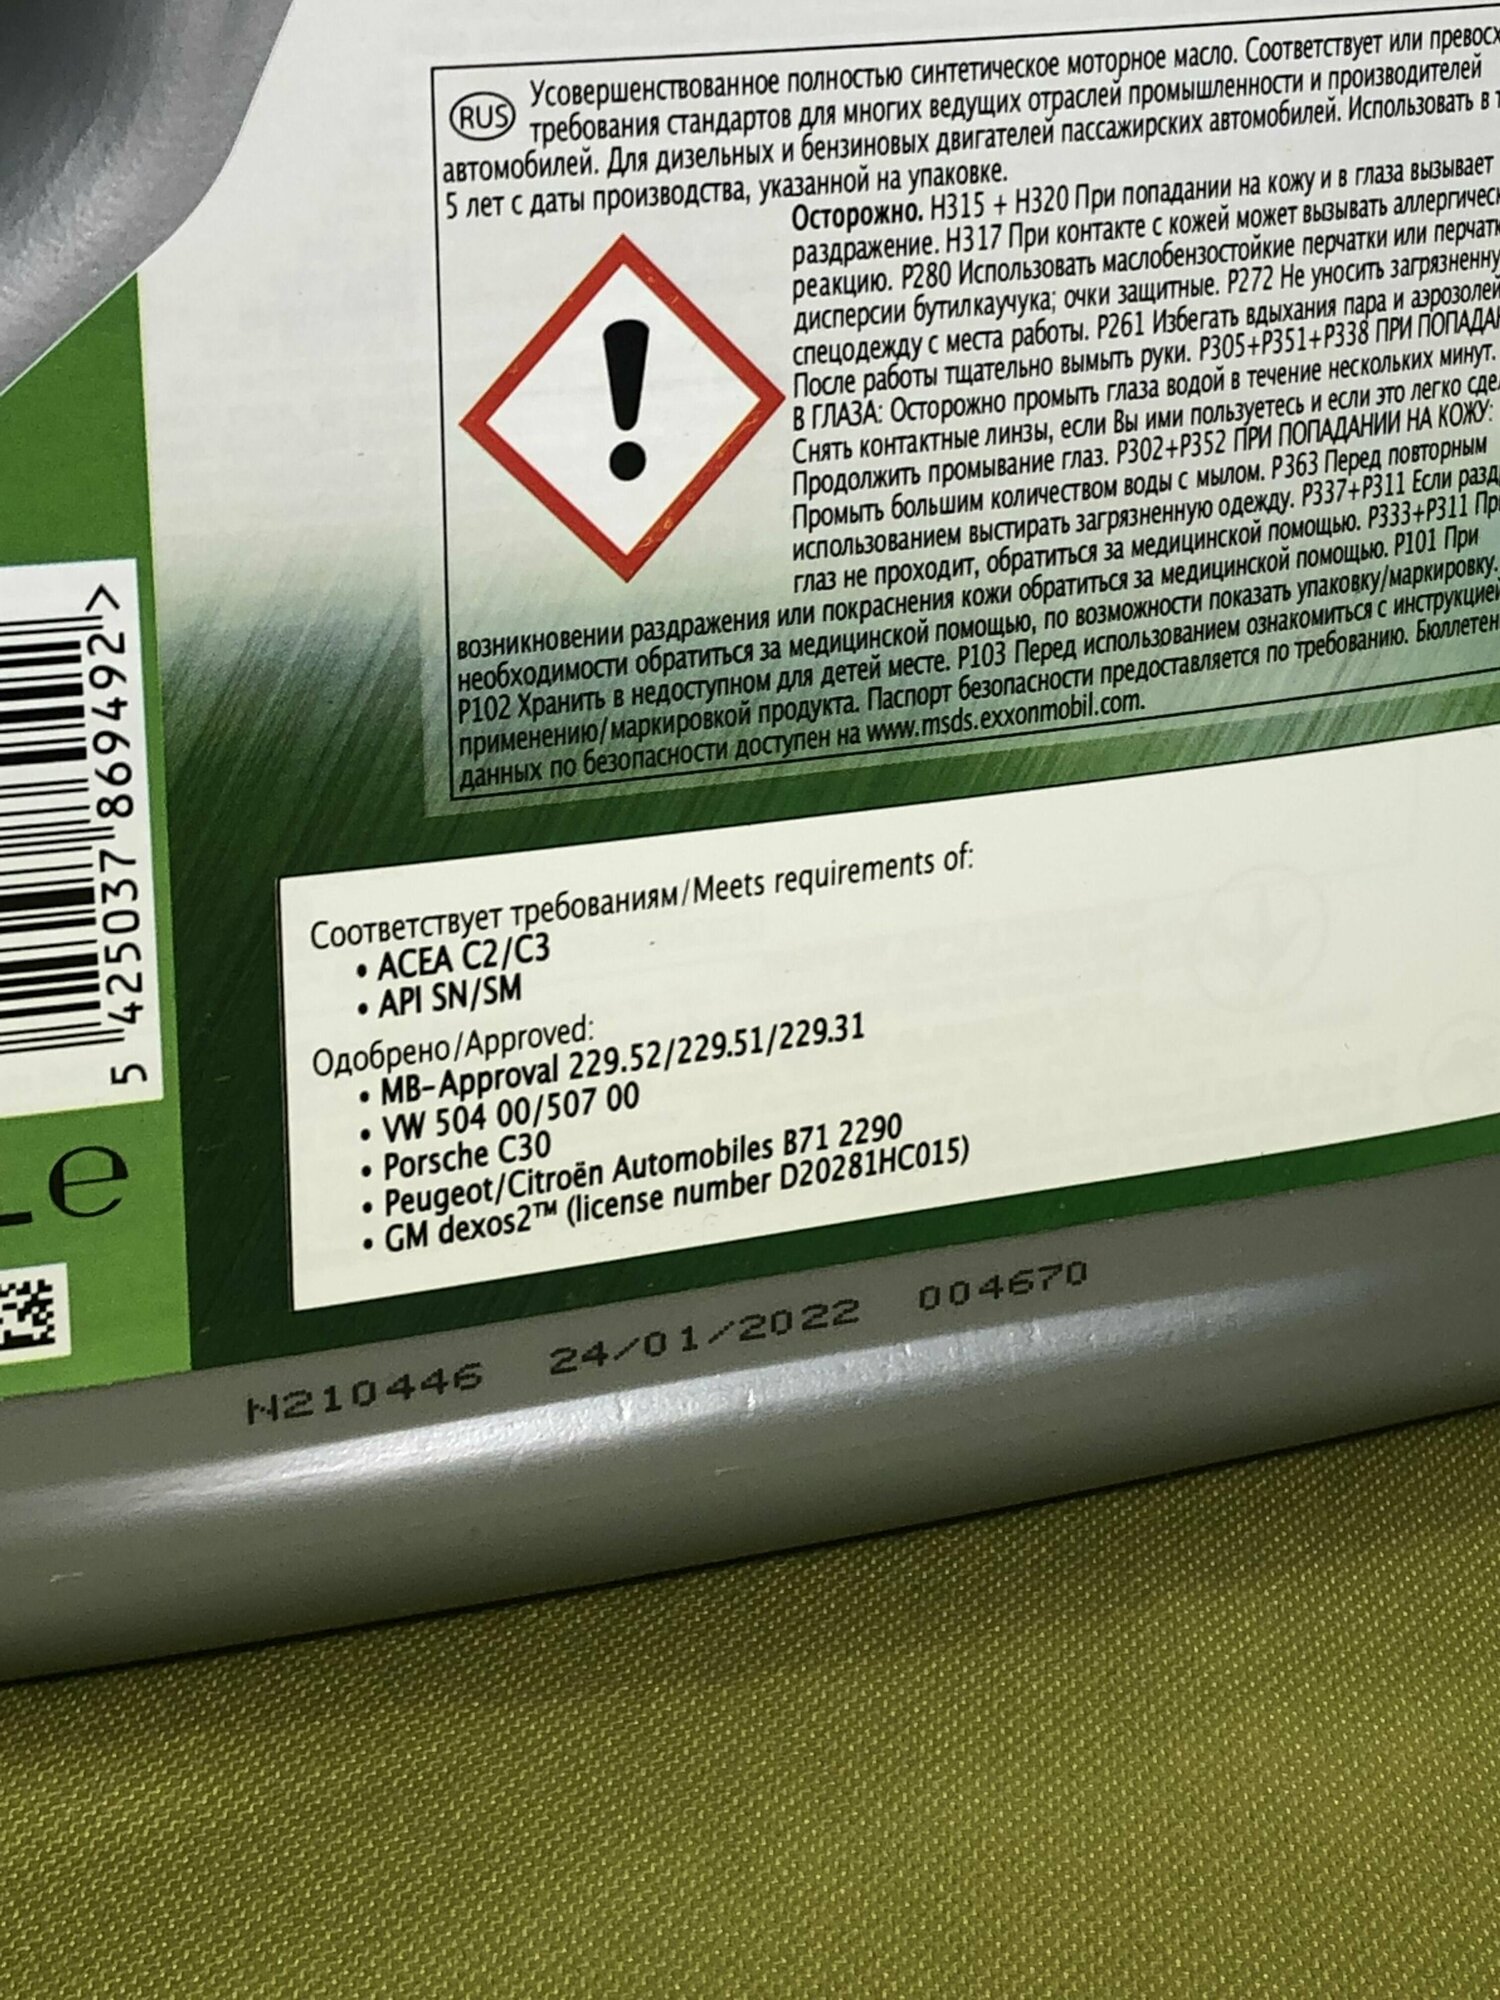 RUS
Усовершенствованное полностью синтетическое моторное масло. Соответствует или
требования стандартов для многих ведущих отраслей промышленности и производителей
автомобилей. Для дизельных и бензиновых двигателей пассажирских автомобилей. Использовать в
5 лет с даты производства, указанной на упаковке.
Осторожно. H315 + H320 При попадании на кожу и в глаза вызывает
раздражение. H317 При контакте с кожей может вызывать
реакцию. P280 Использовать маслобензостойкие перчатки или
дисперсии бутилкаучука; очки защитные. P272 Не уносить
спецодежду с места работы. P261 Избегать вдыхания пара и
После работы тщательно вымыть руки. P305+P351+P338 ПРИ
В ГЛАЗА: Осторожно промыть глаза водой в течение нескольких минут.
Снять контактные линзы, если Вы ими пользуетесь и если это легко
Продолжить промывание глаз. P302+P352 ПРИ ПОПАДАНИИ НА КОЖУ:
Промыть большим количеством воды с мылом. P363 Перед повторным
использованием выстирать загрязненную одежду. P337+P311 Если
глаз не проходит, обратиться за медицинской помощью. P333+P311
возникновении раздражения или покраснения кожи обратиться за медицинской помощью. P101 При
необходимости обратиться за медицинской помощью, по возможности показать упаковку/маркировку.
P102 Хранить в недоступном для детей месте. P103 Перед использованием ознакомиться с
применению/маркировкой продукта. Паспорт безопасности предоставляется по требованию.
данных по безопасности доступен на www.msds.exxonmobil.com.
5 425037 869492 >
e
Соответствует требованиям/Meets requirements of:
• ACEA C2/C3
• API SN/SM
Одобрено/Approved:
• MB-Approval 229.52/229.51/229.31
• VW 504 00/507 00
• Porsche C30
• Peugeot/Citroën Automobiles B71 2290
• GM dexos2™ (license number D20281HC015)
N210446 24/01/2022 004670